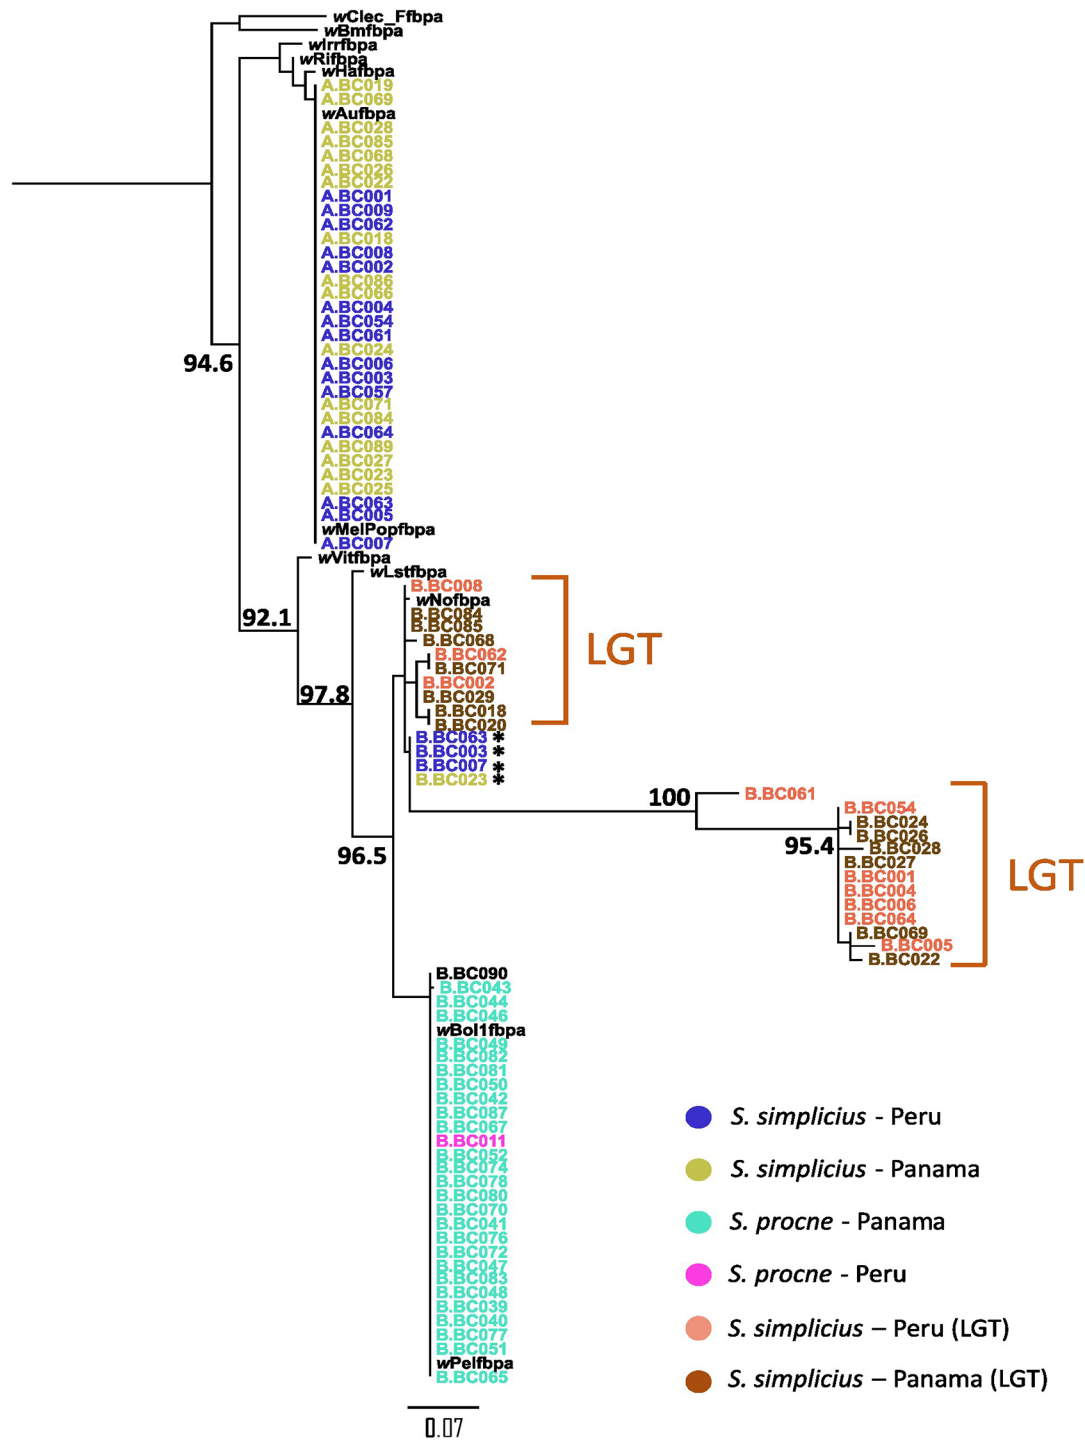 wClec_Ffbpa
wBmfbpa
wIrrfbpa
wRifbpa
wHafbpa
A.BC019
A.BC069
wAufbpa
A.BC028
A.BC085
A.BC068
A.BC026
A.BC022
A.BC001
A.BC009
A.BC062
A.BC018
A.BC008
A.BC002
A.BC086
A.BC066
A.BC004
A.BC054
A.BC061
A.BC024
94.6
A.BC006
A.BC003
A.BC057
A.BC071
A.BC084
A.BC064
A.BC089
A.BC027
A.BC023
A.BC025
A.BC063
A.BC005
wMelPopfbpa
A.BC007
wVitfbpa
wLstfbpa
B.BC008
wNofbpa
B.BC084
92.1
B.BC085
B.BC068
LGT
B.BC062
B.BC071
B.BC002
97.8
B.BC029
B.BC018
B.BC020
B.BC063 *
B.BC003 *
B.BC007 *
B.BC023 *
100
B.BC061
B.BC054
B.BC024
B.BC026
95.4
B.BC028
96.5
B.BC027
B.BC001
LGT
B.BC004
B.BC006
B.BC064
B.BC069
B.BC005
B.BC022
B.BC090
B.BC043
B.BC044
B.BC046
wBol1fbpa
B.BC049
B.BC082
B.BC081
B.BC050
B.BC042
B.BC087
B.BC067
B.BC011
B.BC052
B.BC074
B.BC078
B.BC080
B.BC070
B.BC041
B.BC076
B.BC072
B.BC047
B.BC083
B.BC048
B.BC039
B.BC040
B.BC077
B.BC051
wPelfbpa
B.BC065
0.07
S. simplicius - Peru
S. simplicius - Panama
S. procne - Panama
S. procne - Peru
S. simplicius – Peru (LGT)
S. simplicius – Panama (LGT)